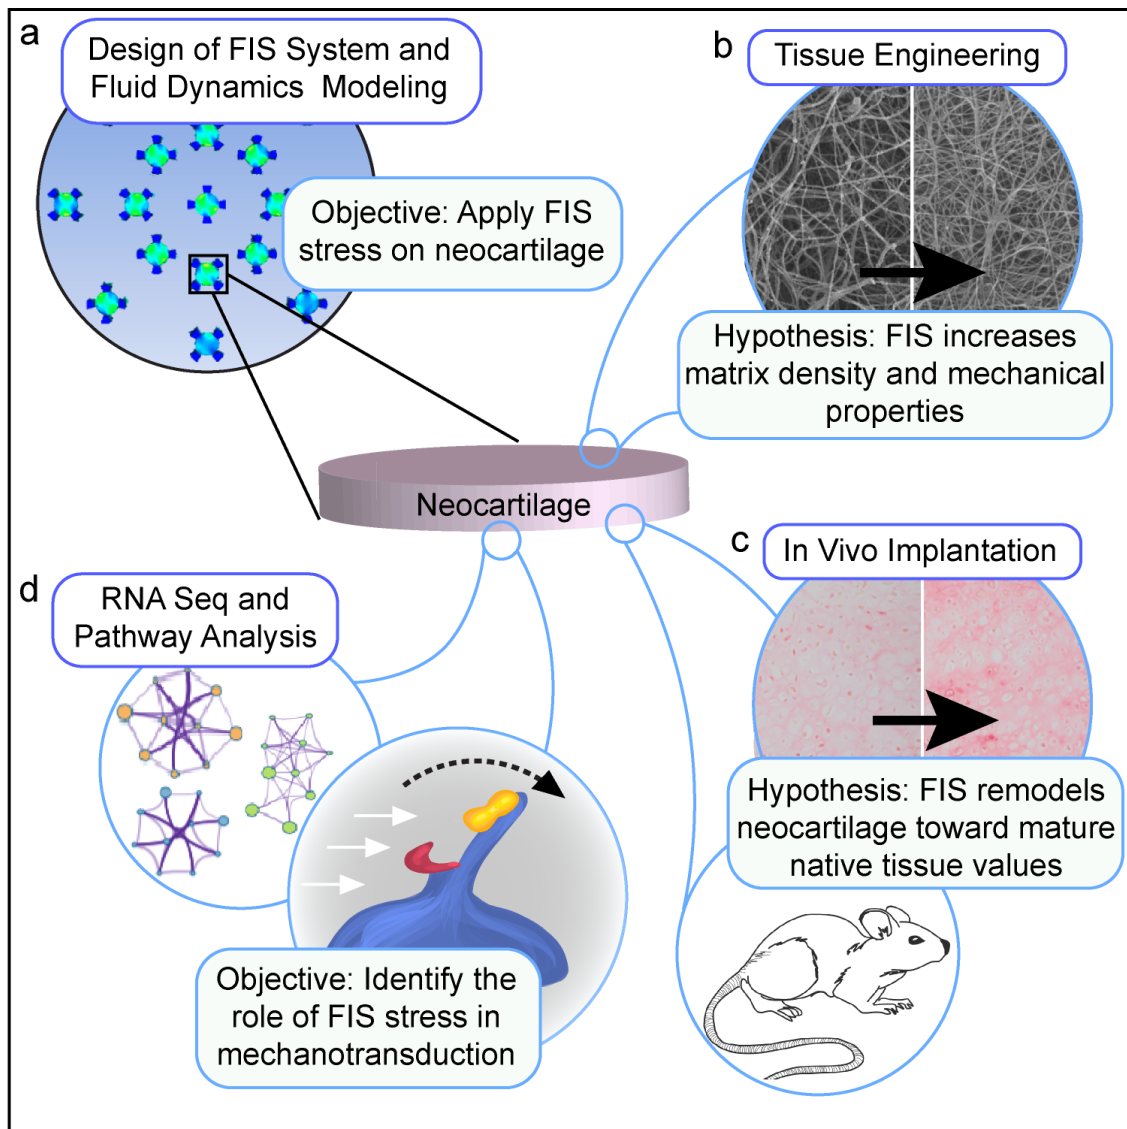 a
Design of FIS System and
Fluid Dynamics Modeling
Objective: Apply FIS
stress on neocartilage
b
Tissue Engineering
Hypothesis: FIS increases
matrix density and mechanical
properties
Neocartilage
c
In Vivo Implantation
Hypothesis: FIS remodels
neocartilage toward mature
native tissue values
d
RNA Seq and
Pathway Analysis
Objective: Identify the
role of FIS stress in
mechanotransduction